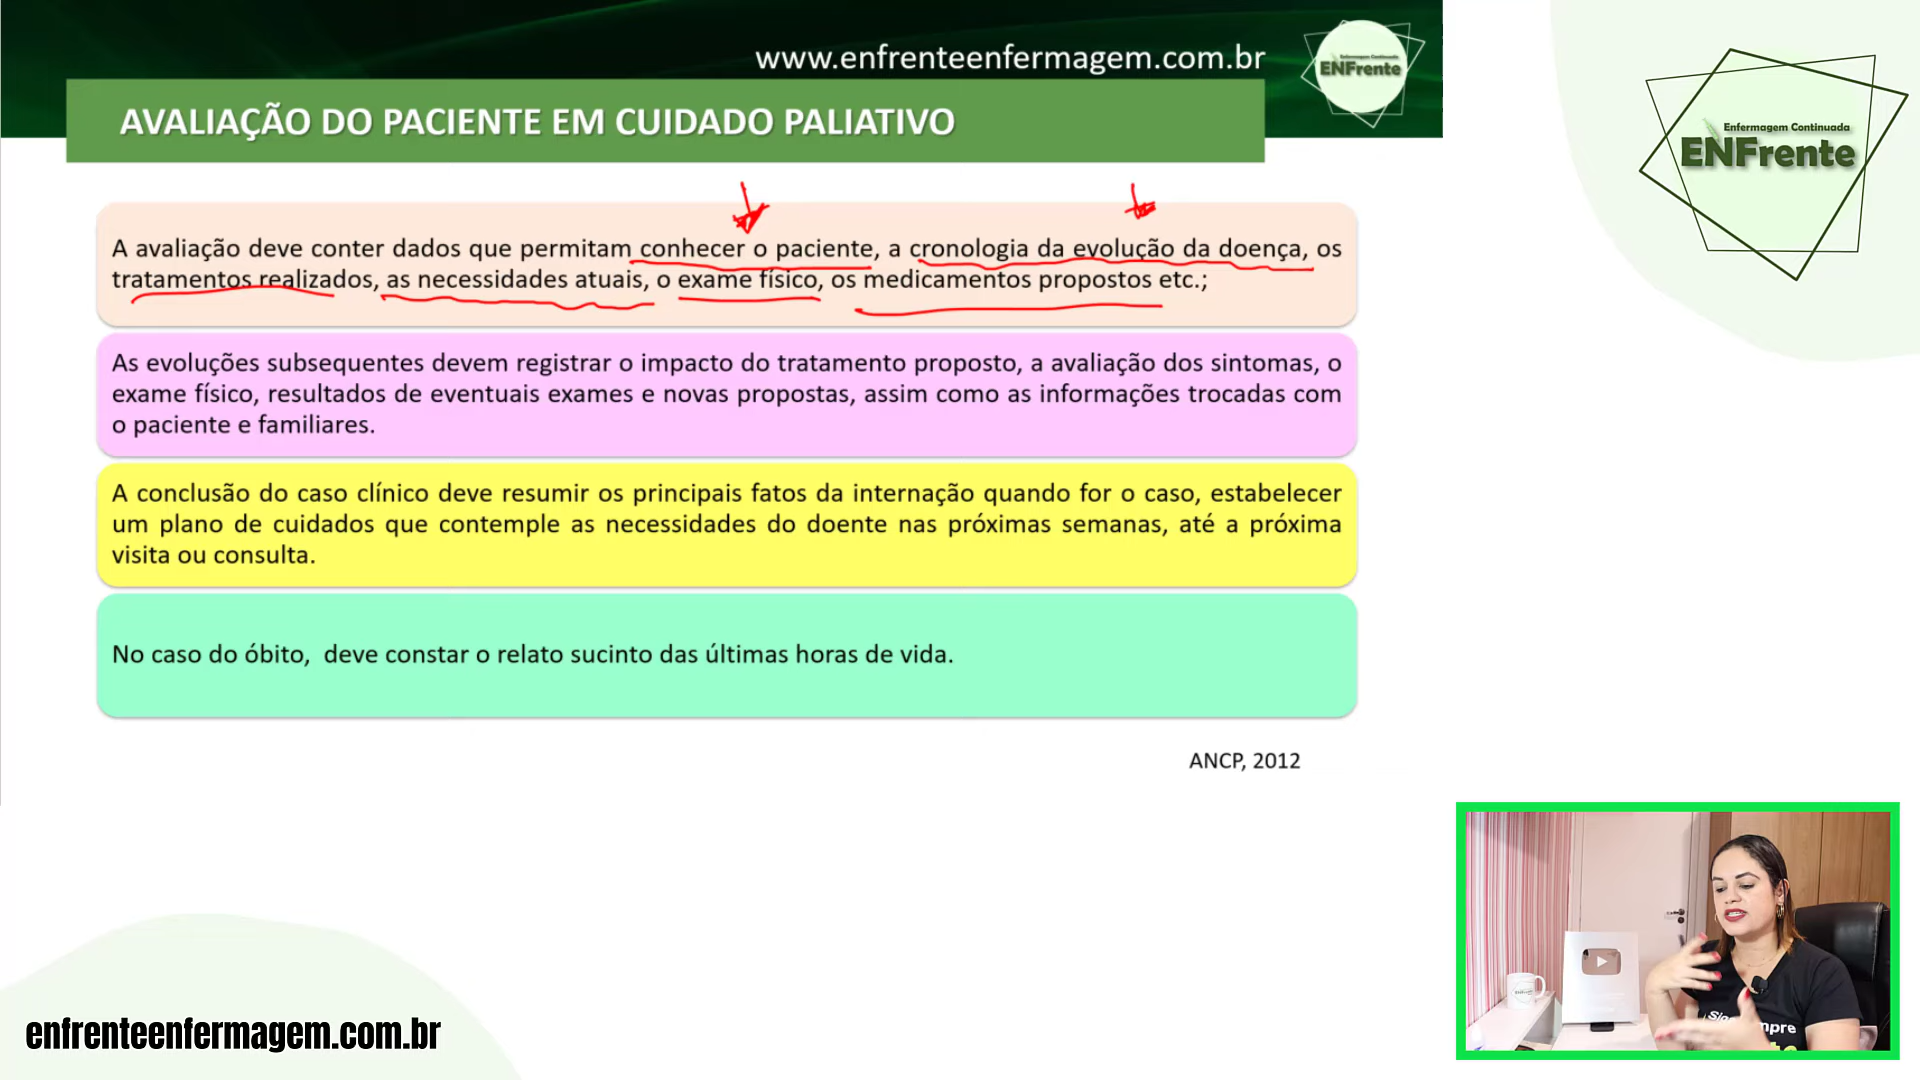 www.enfrenteenfermagem.com.br
Enfermagem Continuada
ENFrente
AVALIAÇÃO DO PACIENTE EM CUIDADO PALIATIVO
Enfermagem Continuada
ENFrente
A avaliação deve conter dados que permitam conhecer o paciente, a cronologia da evolução da doença, os
tratamentos realizados, as necessidades atuais, o exame físico, os medicamentos propostos etc.;
As evoluções subsequentes devem registrar o impacto do tratamento proposto, a avaliação dos sintomas, o
exame físico, resultados de eventuais exames e novas propostas, assim como as informações trocadas com
o paciente e familiares.
A conclusão do caso clínico deve resumir os principais fatos da internação quando for o caso, estabelecer
um plano de cuidados que contemple as necessidades do doente nas próximas semanas, até a próxima
visita ou consulta.
No caso do óbito,  deve constar o relato sucinto das últimas horas de vida.
ANCP, 2012
enfrenteenfermagem.com.br